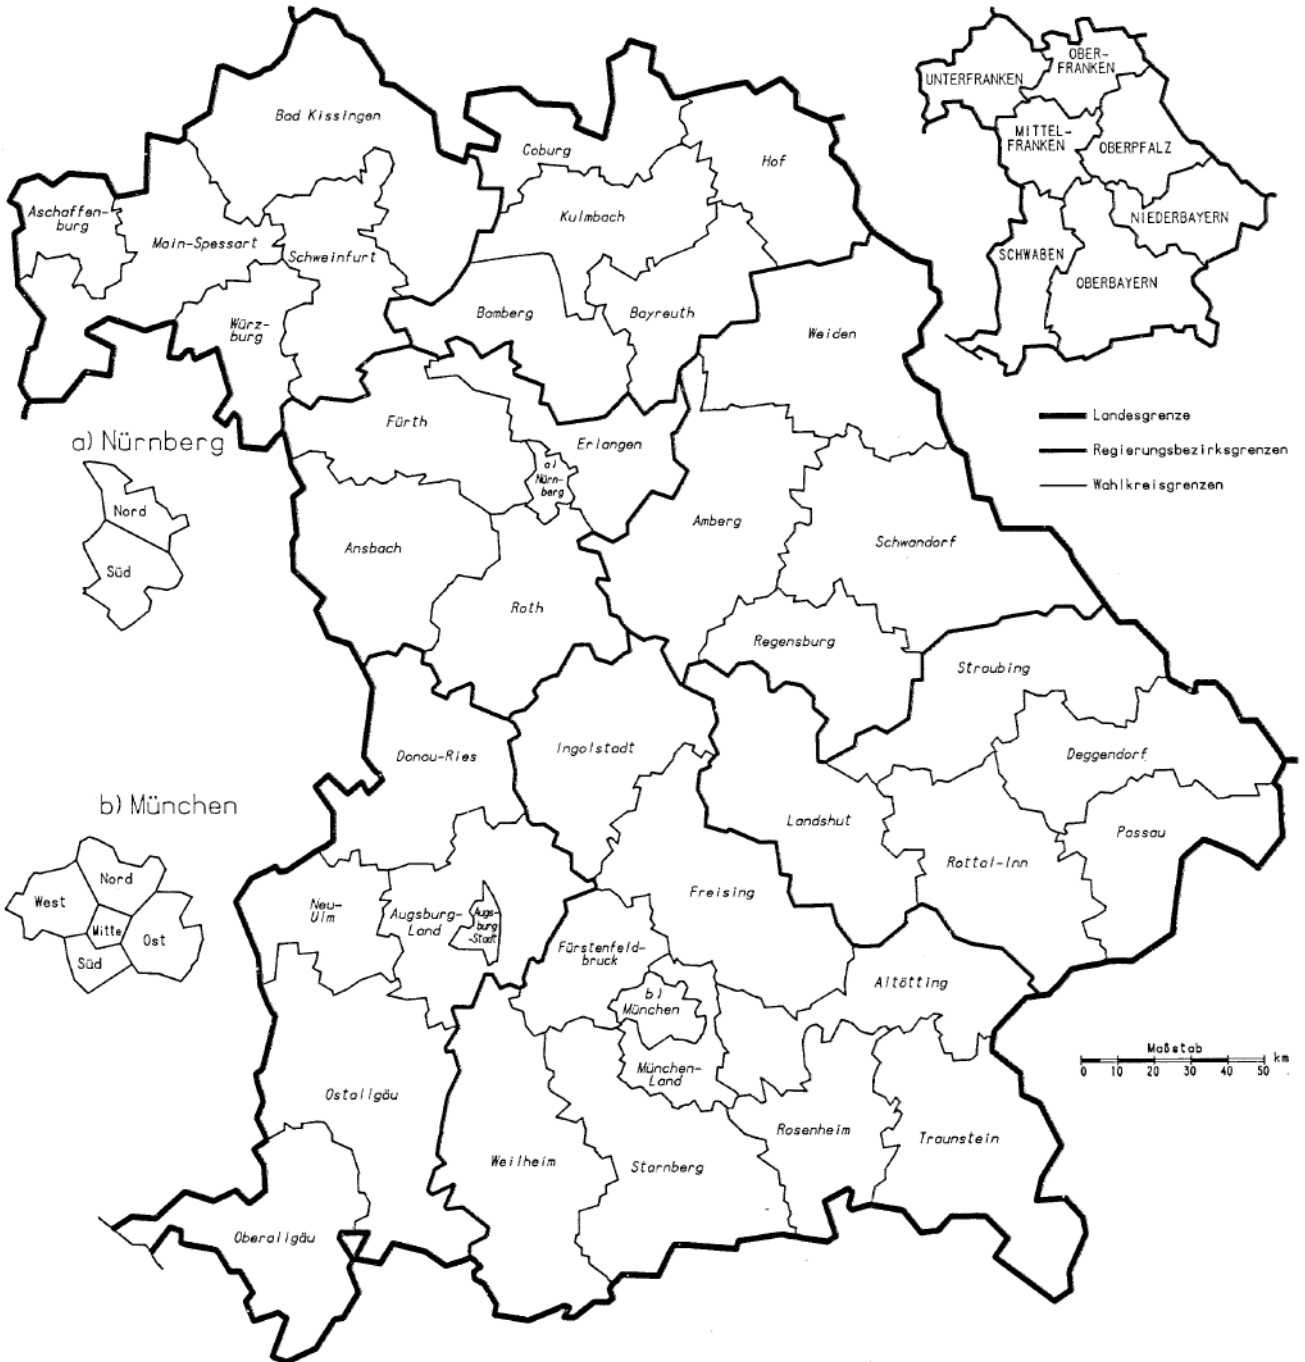 Bad Kissingen
Coburg
Hof
Aschaffen-
burg
Main-Spessart
Schweinfurt
Kulmbach
Würz-
burg
Bamberg
Bayreuth
Weiden
UNTERFRANKEN
OBER-
FRANKEN
MITTEL-
FRANKEN
OBERPFALZ
NIEDERBAYERN
SCHWABEN
OBERBAYERN
Landesgrenze
Regierungsbezirksgrenzen
Wahlkreisgrenzen
a) Nürnberg
Nord
Süd
Fürth
Erlangen
a)
Nürn-
berg
Ansbach
Roth
Amberg
Schwandorf
Regensburg
Straubing
Deggendorf
Donau-Ries
Ingolstadt
Landshut
Rottal-Inn
Passau
b) München
Nord
West
Mitte
Ost
Süd
Neu-
Ulm
Augsburg-
Land
Augs-
burg
-Stadt
Freising
Fürstenfeld-
bruck
b)
München
München-
Land
Altötting
Maßstab
km
0 10 20 30 40 50
Ostallgäu
Weilheim
Starnberg
Rosenheim
Traunstein
Oberallgäu